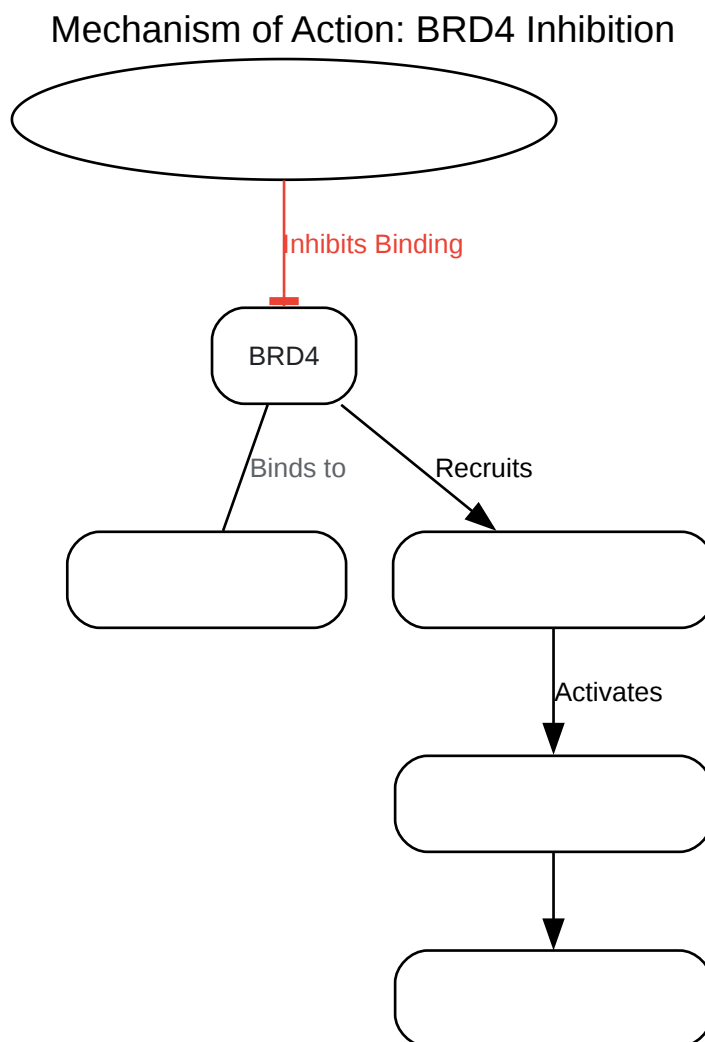 Mechanism of Action: BRD4 Inhibition
Inhibits Binding
BRD4
Binds to
Recruits
Activates